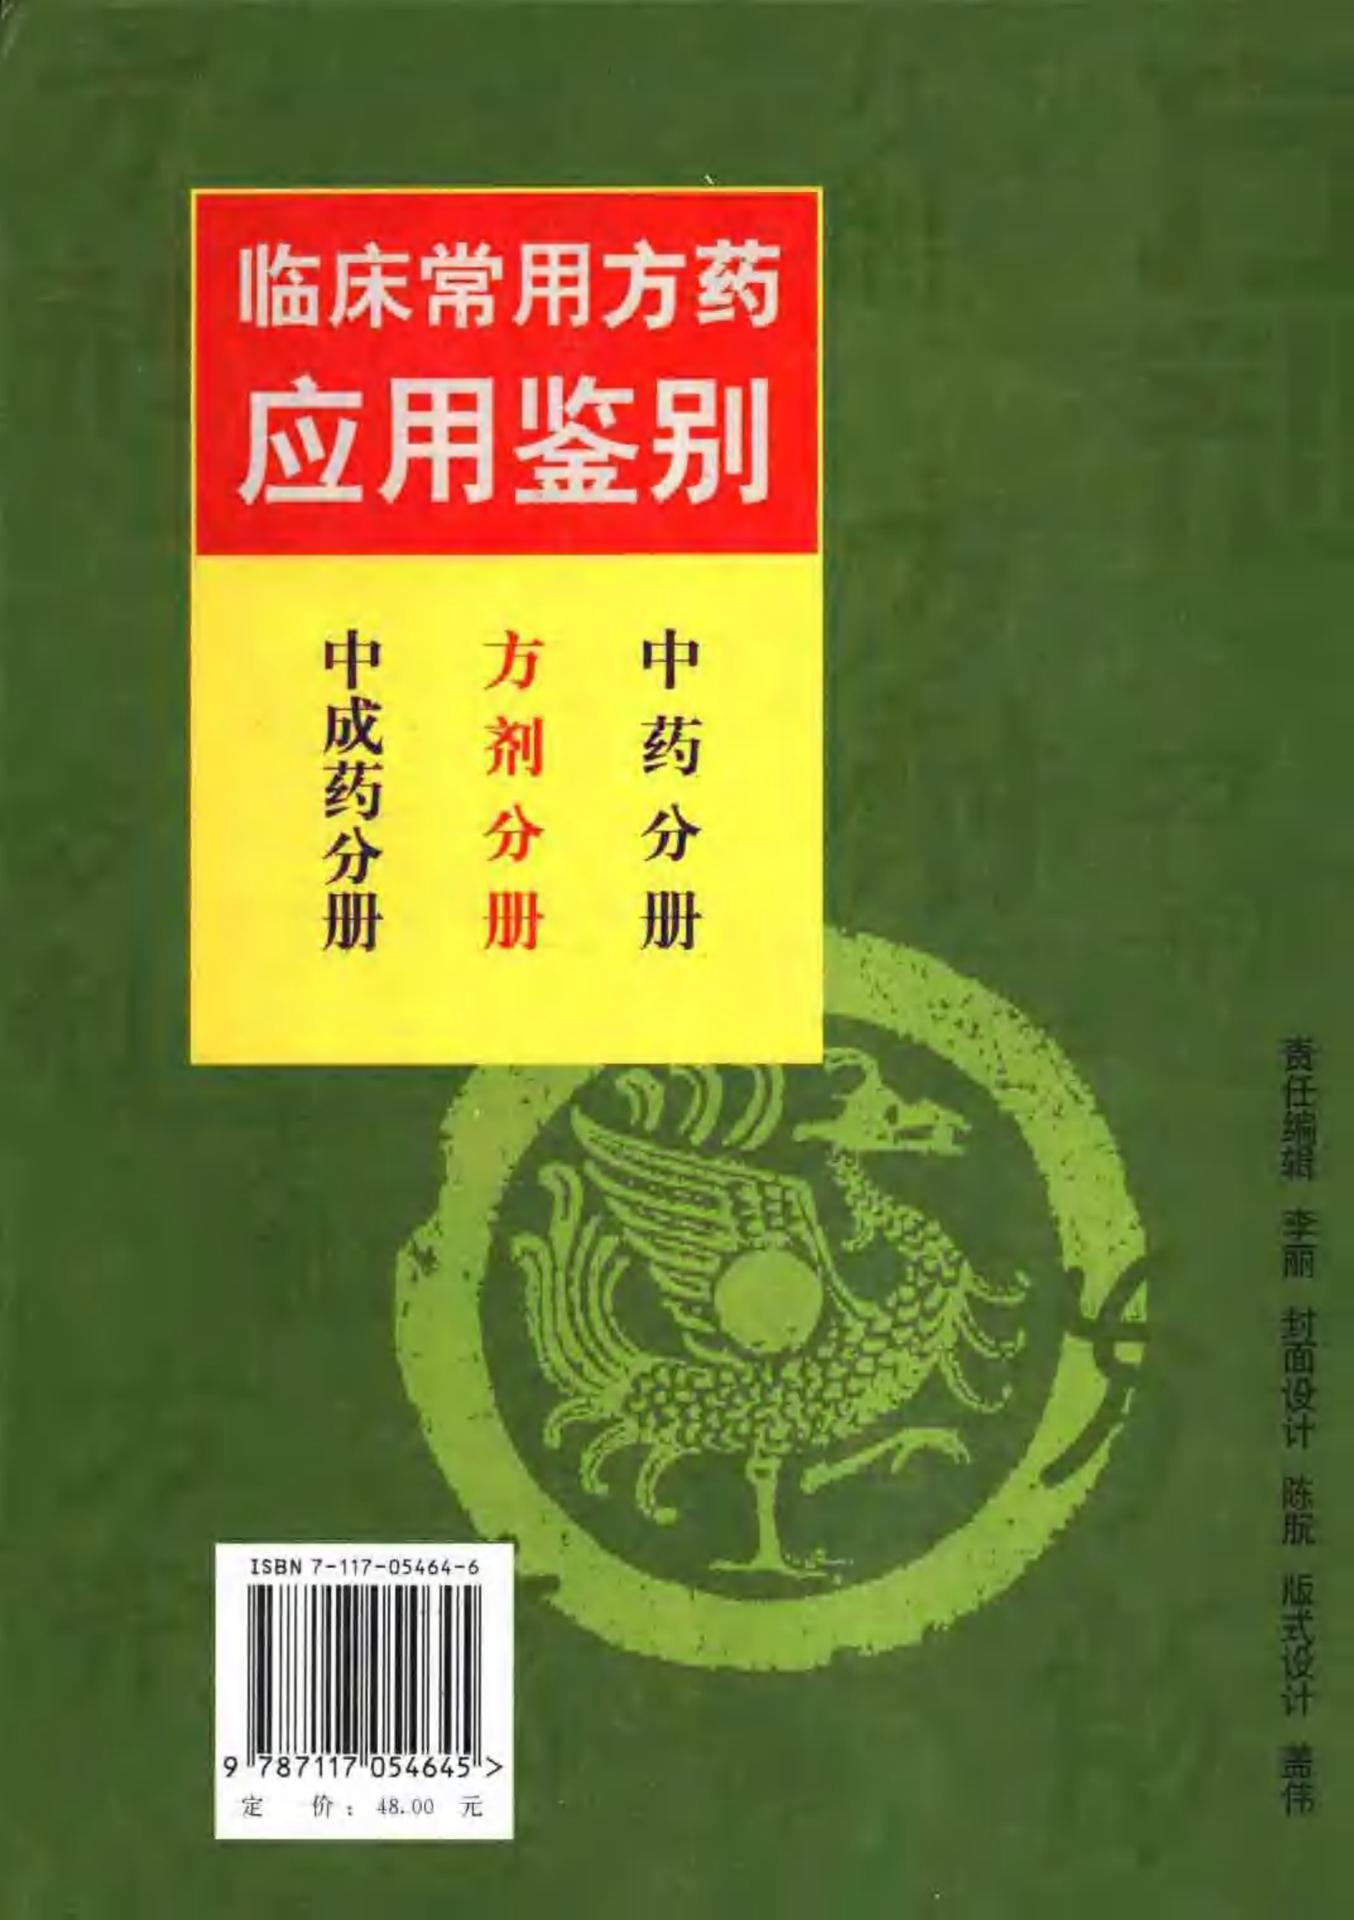 临床常用方药
应用鉴别
中药分册
方剂分册
中成药分册
责任编辑 李丽 封面设计 陈朊 版式设计 盖伟
ISBN 7-117-05464-6
9 787117 054645 >
定 价: 48.00 元